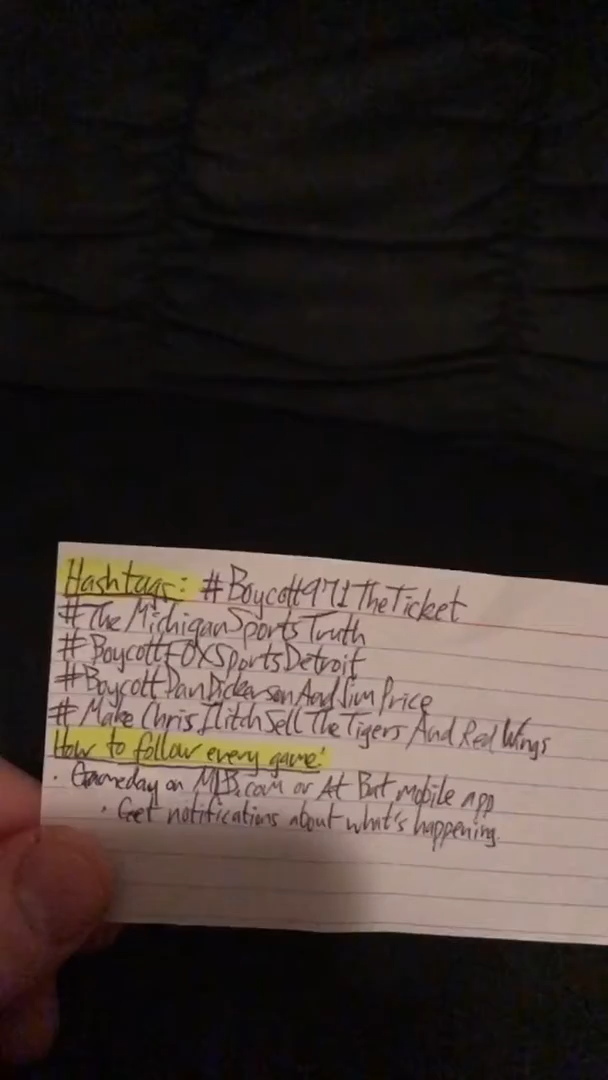 Hashtags: #Boycott971TheTicket
#TheMichiganSportsTruth
#BoycottFOXSportsDetroit
#BoycottDanDickersonAndJimPrice
#MakeChrisIlitchSellTheTigersAndRedWings
How to follow every game:
· Gameday on MLB.com or At Bat mobile app
· Get notifications about what's happening.